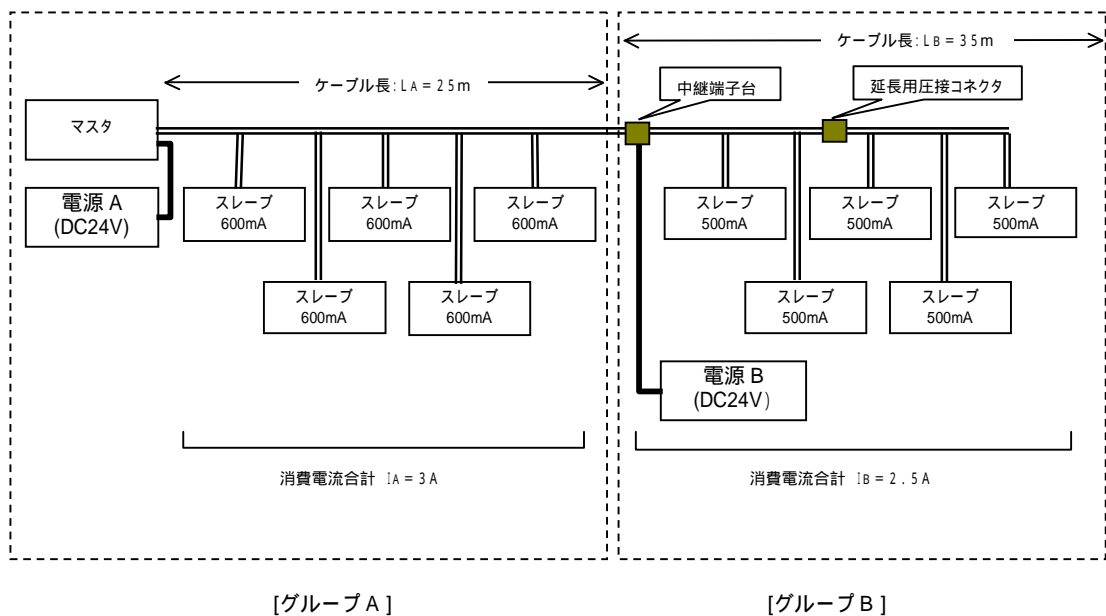 ケーブル長:LB=35m
ケーブル長:LA=25m
中継端子台
延長用圧接コネクタ
マスタ
電源 A
(DC24V)
スレーブ
600mA
スレーブ
600mA
スレーブ
600mA
スレーブ
500mA
スレーブ
500mA
スレーブ
500mA
スレーブ
600mA
スレーブ
600mA
スレーブ
500mA
スレーブ
500mA
電源 B
(DC24V)
消費電流合計 IA=3A
消費電流合計 IB=2.5A
[グループA]
[グループB]